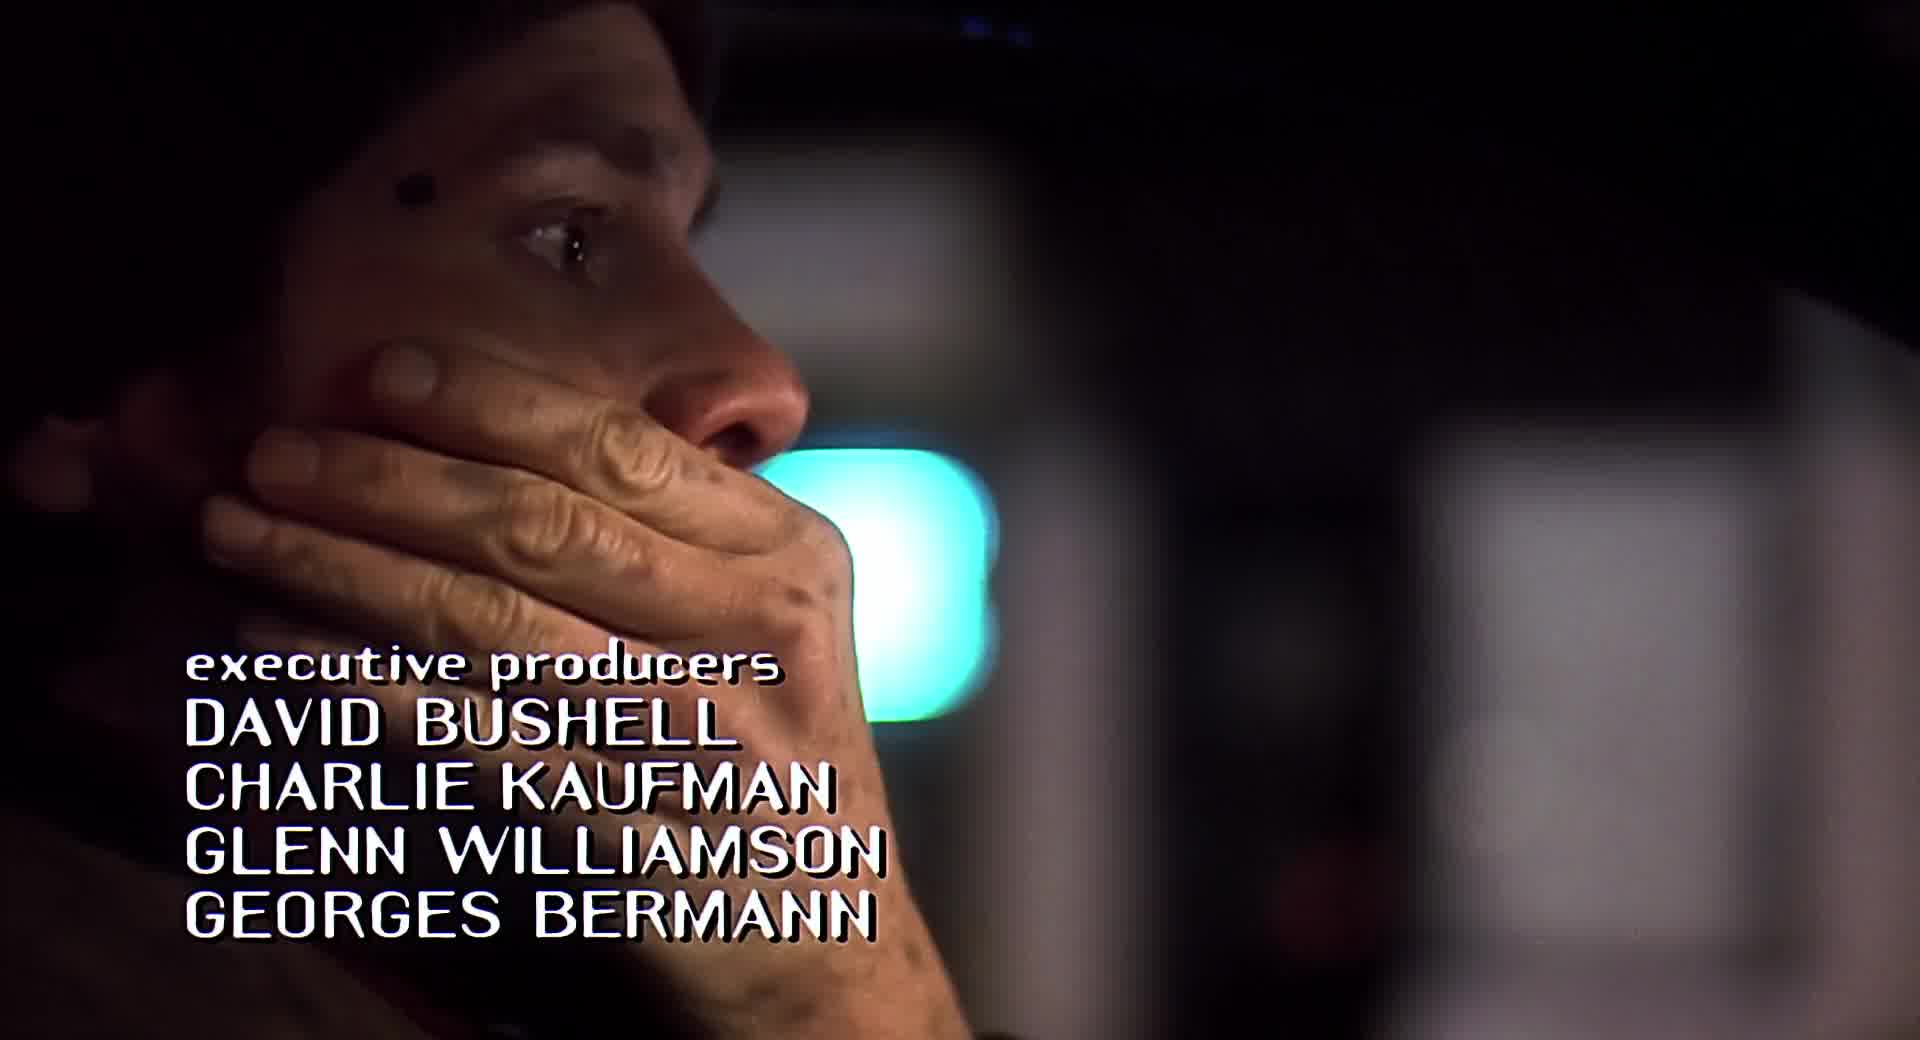 executive producers
DAVID BUSHELL
CHARLIE KAUFMAN
GLENN WILLIAMSON
GEORGES BERMANN